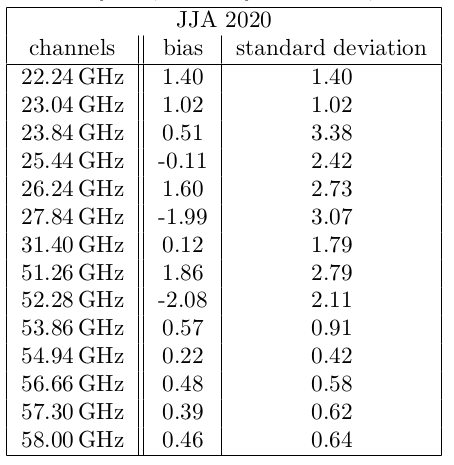 JJA 2020
channels bias standard deviation
22.24 GHz 1.40 1.40
23.04 GHz 1.02 1.02
23.84 GHz 0.51 3.38
25.44 GHz -0.11 2.42
26.24 GHz 1.60 2.73
27.84 GHz -1.99 3.07
31.40 GHz 0.12 1.79
51.26 GHz 1.86 2.79
52.28 GHz -2.08 2.11
53.86 GHz 0.57 0.91
54.94 GHz 0.22 0.42
56.66 GHz 0.48 0.58
57.30 GHz 0.39 0.62
58.00 GHz 0.46 0.64